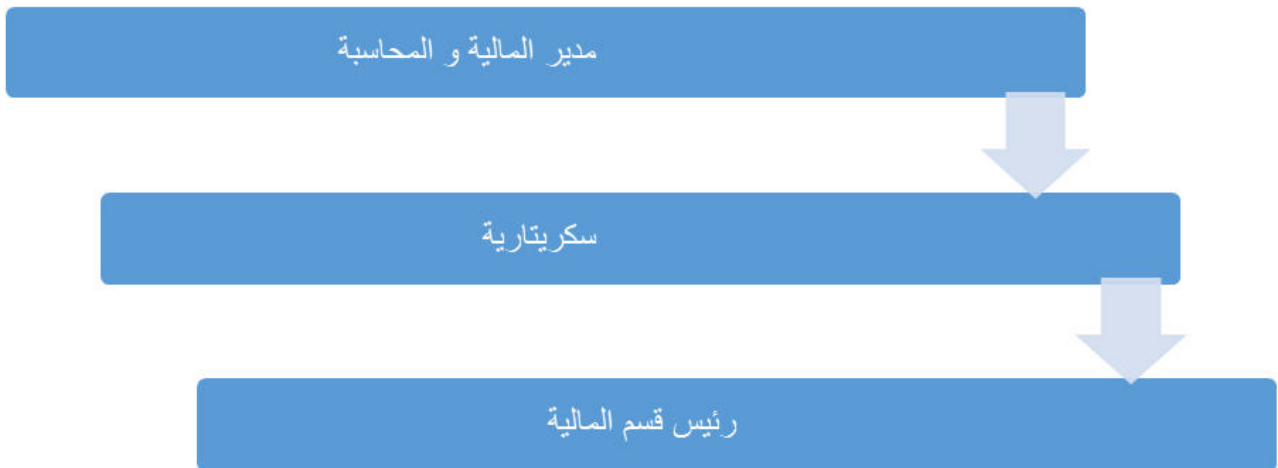 مدير المالية و المحاسبة
سكريتارية
رئيس قسم المالية